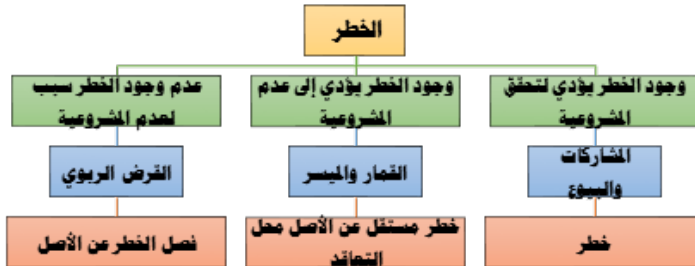 الخطر
وجود الخطر يؤدي لتحقق
المشروعية
وجود الخطر يؤدي إلى عدم
المشروعية
عدم وجود الخطر سبب
لعدم المشروعية
المشاركات
والبيوع
القمار والميسر
القرض الربوي
خطر
خطر مستقل عن الأصل محل
التعاقد
فصل الخطر عن الأصل